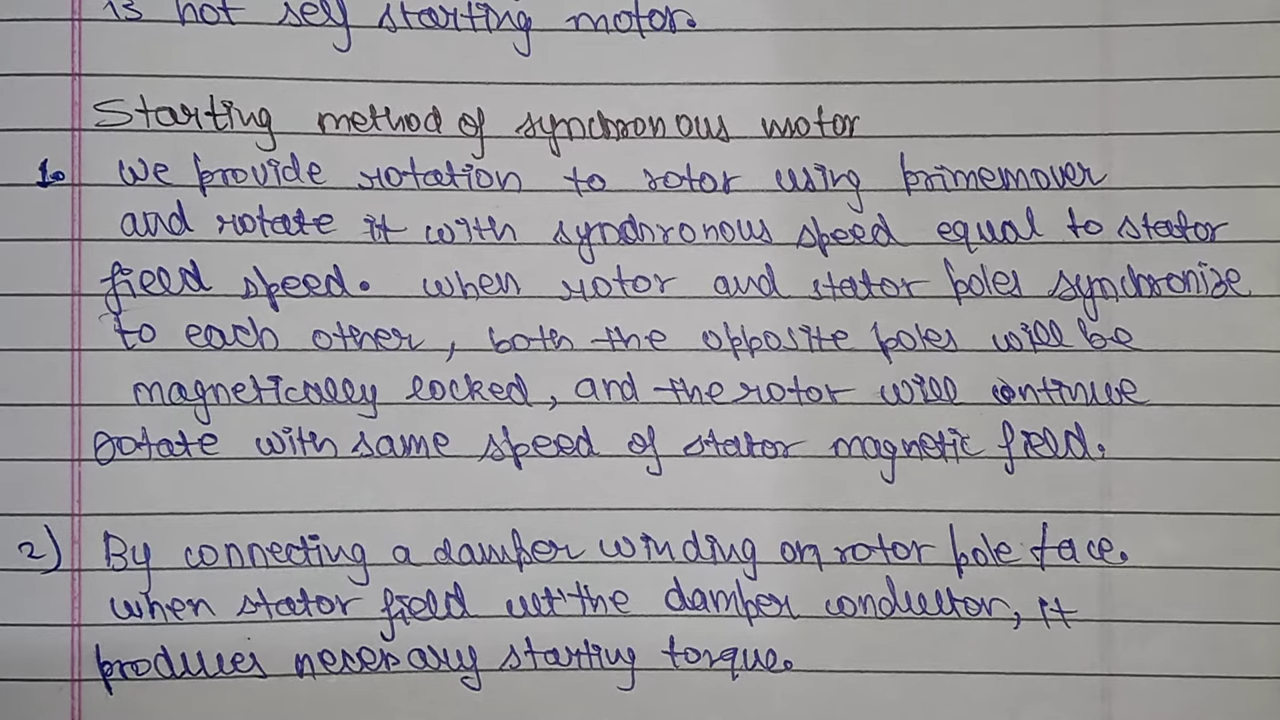 is not self starting motor.
Starting method of synchronous motor
1. We provide rotation to rotor using primemover
and rotate it with synchronous speed equal to stator
field speed. when rotor and stator poles synchronize
to each other, both the opposite poles will be
magnetically locked, and the rotor will continue
rotate with same speed of stator magnetic field.
2) By connecting a damper winding on rotor pole face.
when stator field cut the damper conductor, it
produces necessary starting torque.